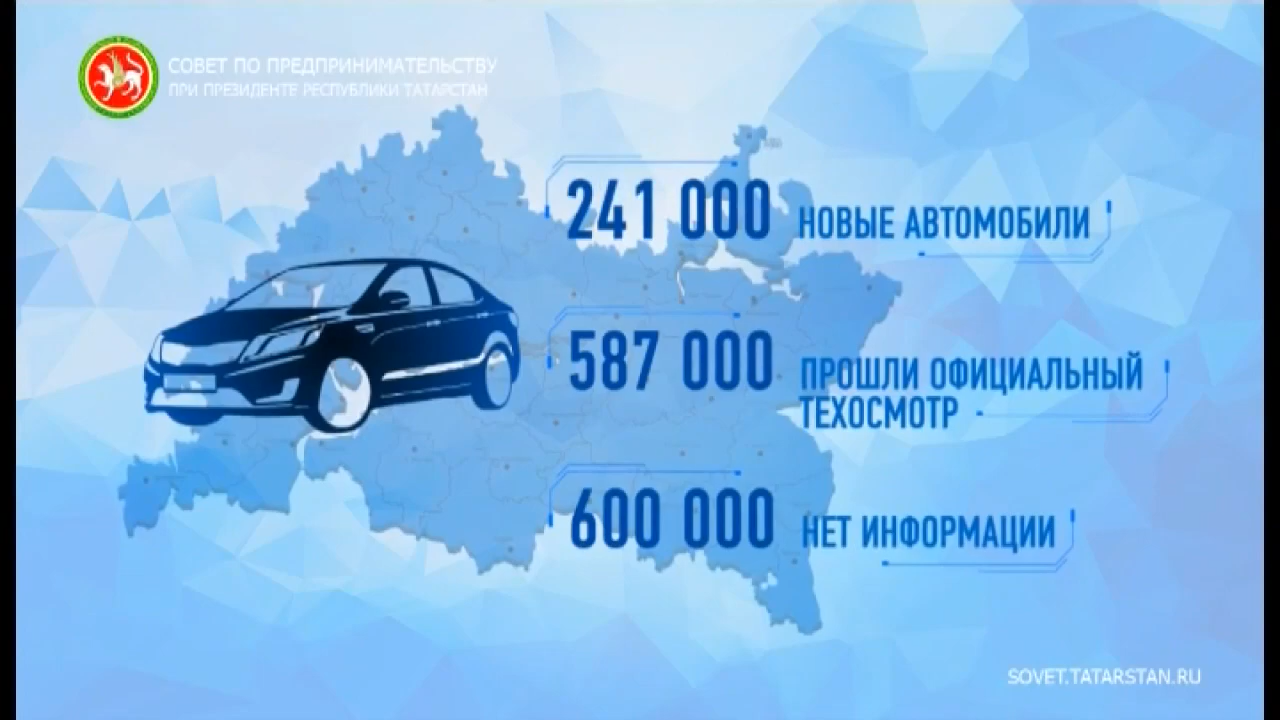 СОВЕТ ПО ПРЕДПРИНИМАТЕЛЬСТВУ
ПРИ ПРЕЗИДЕНТЕ РЕСПУБЛИКИ ТАТАРСТАН
241 000 НОВЫЕ АВТОМОБИЛИ
587 000 ПРОШЛИ ОФИЦИАЛЬНЫЙ
ТЕХОСМОТР -
600 000 НЕТ ИНФОРМАЦИИ
SOVET.TATARSTAN.RU